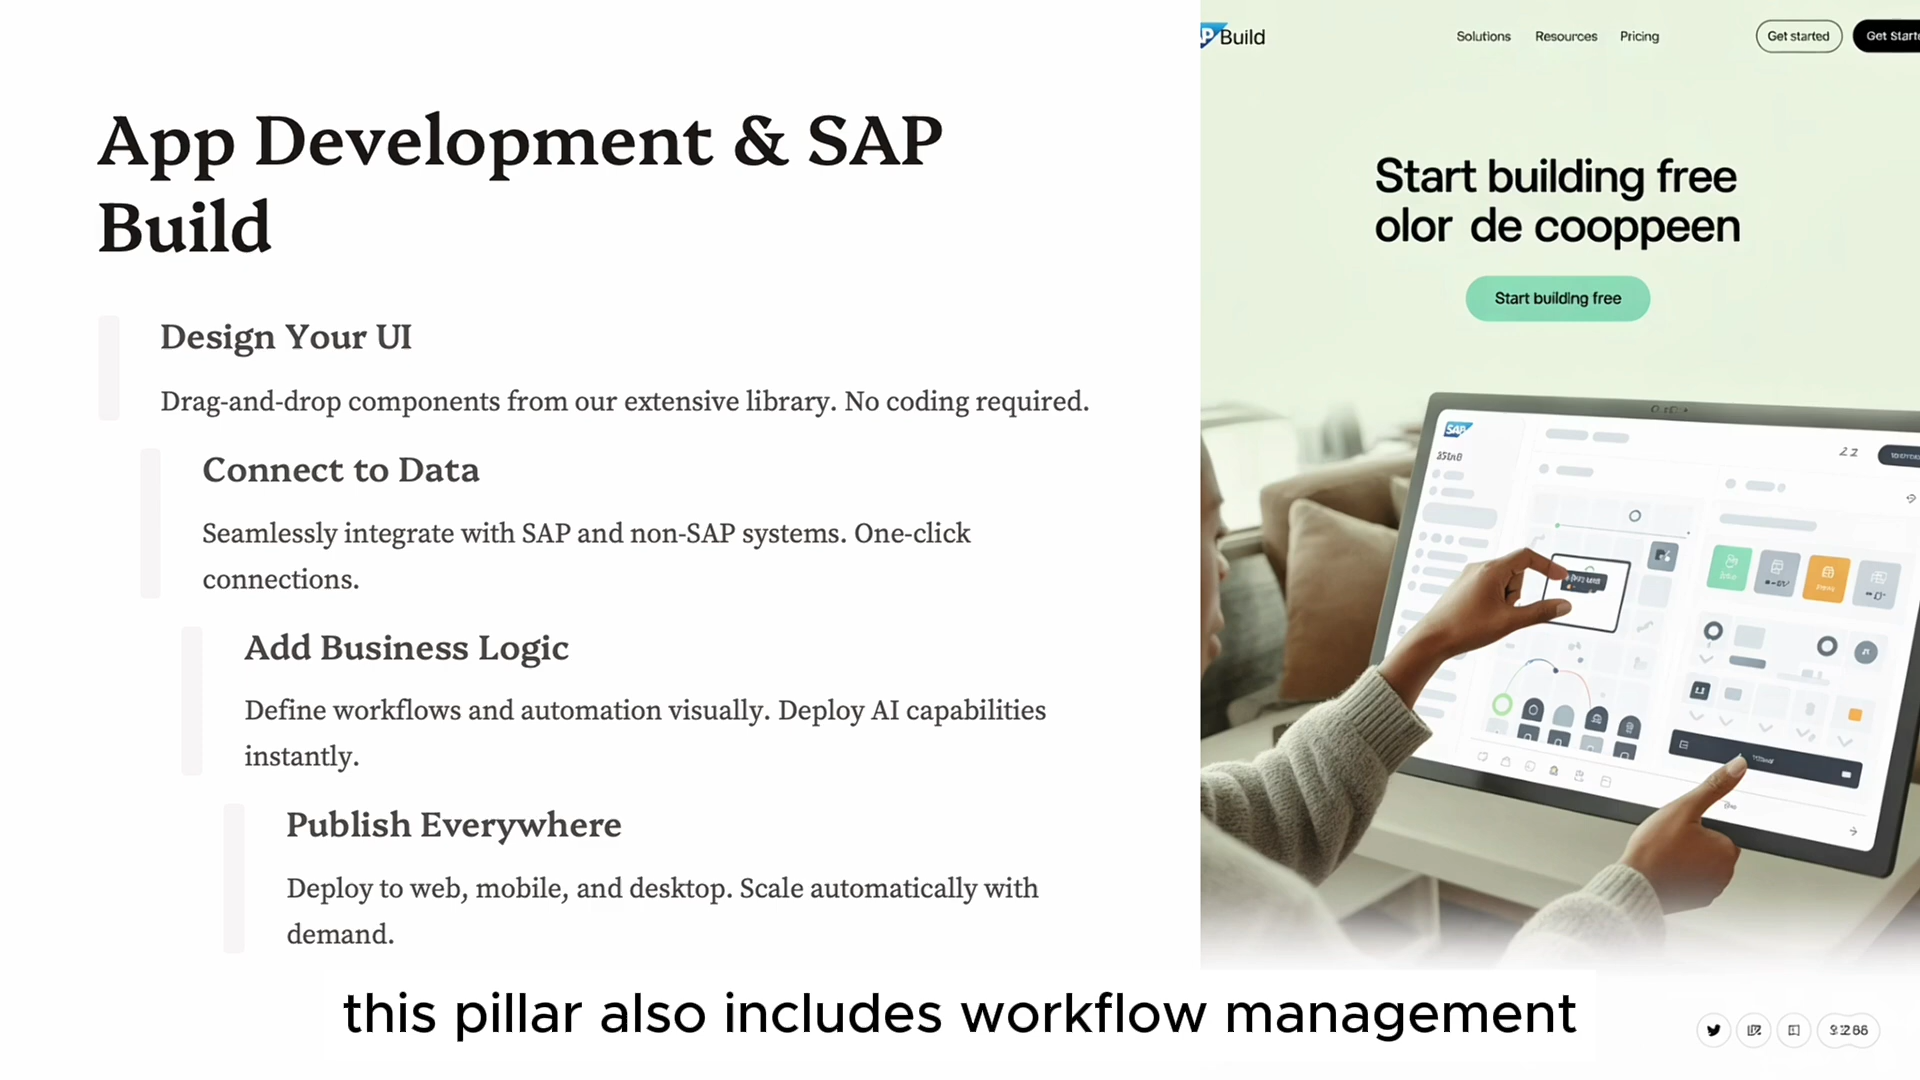 App Development & SAP
Build
Design Your UI
Drag-and-drop components from our extensive library. No coding required.
Connect to Data
Seamlessly integrate with SAP and non-SAP systems. One-click
connections.
Add Business Logic
Define workflows and automation visually. Deploy AI capabilities
instantly.
Publish Everywhere
Deploy to web, mobile, and desktop. Scale automatically with
demand.
Build
Solutions
Resources
Pricing
Get started
Start building free
olor de cooppeen
Start building free
SAP
this pillar also includes workflow management